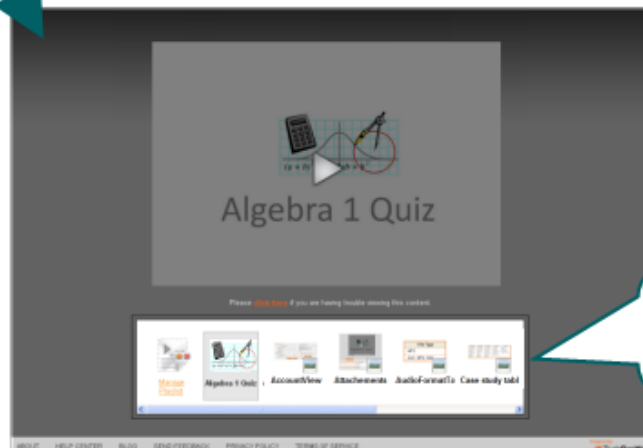 Algebra 1 Quiz
Please click here if you are having trouble viewing this content.
Manage Playlist
Algebra 1 Quiz
AccountView
Attachements
AudioFormatTo
Case study tabl
ABOUT HELP CENTER BLOG SEND FEEDBACK PRIVACY POLICY TERMS OF SERVICE